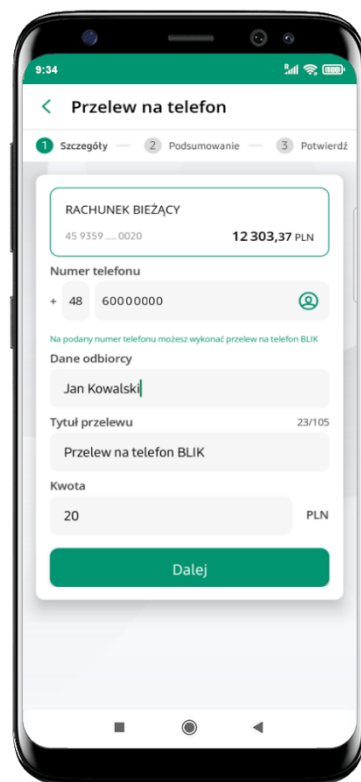 9:34
Przelew na telefon
1 Szczegóły 2 Podsumowanie 3 Potwierdź
RACHUNEK BIEŻĄCY
45 9359 .... 0020 12 303,37 PLN
Numer telefonu
+ 48 60000000
Na podany numer telefonu możesz wykonać przelew na telefon BLIK
Dane odbiorcy
Jan Kowalski
Tytuł przelewu 23/105
Przelew na telefon BLIK
Kwota
20 PLN
Dalej